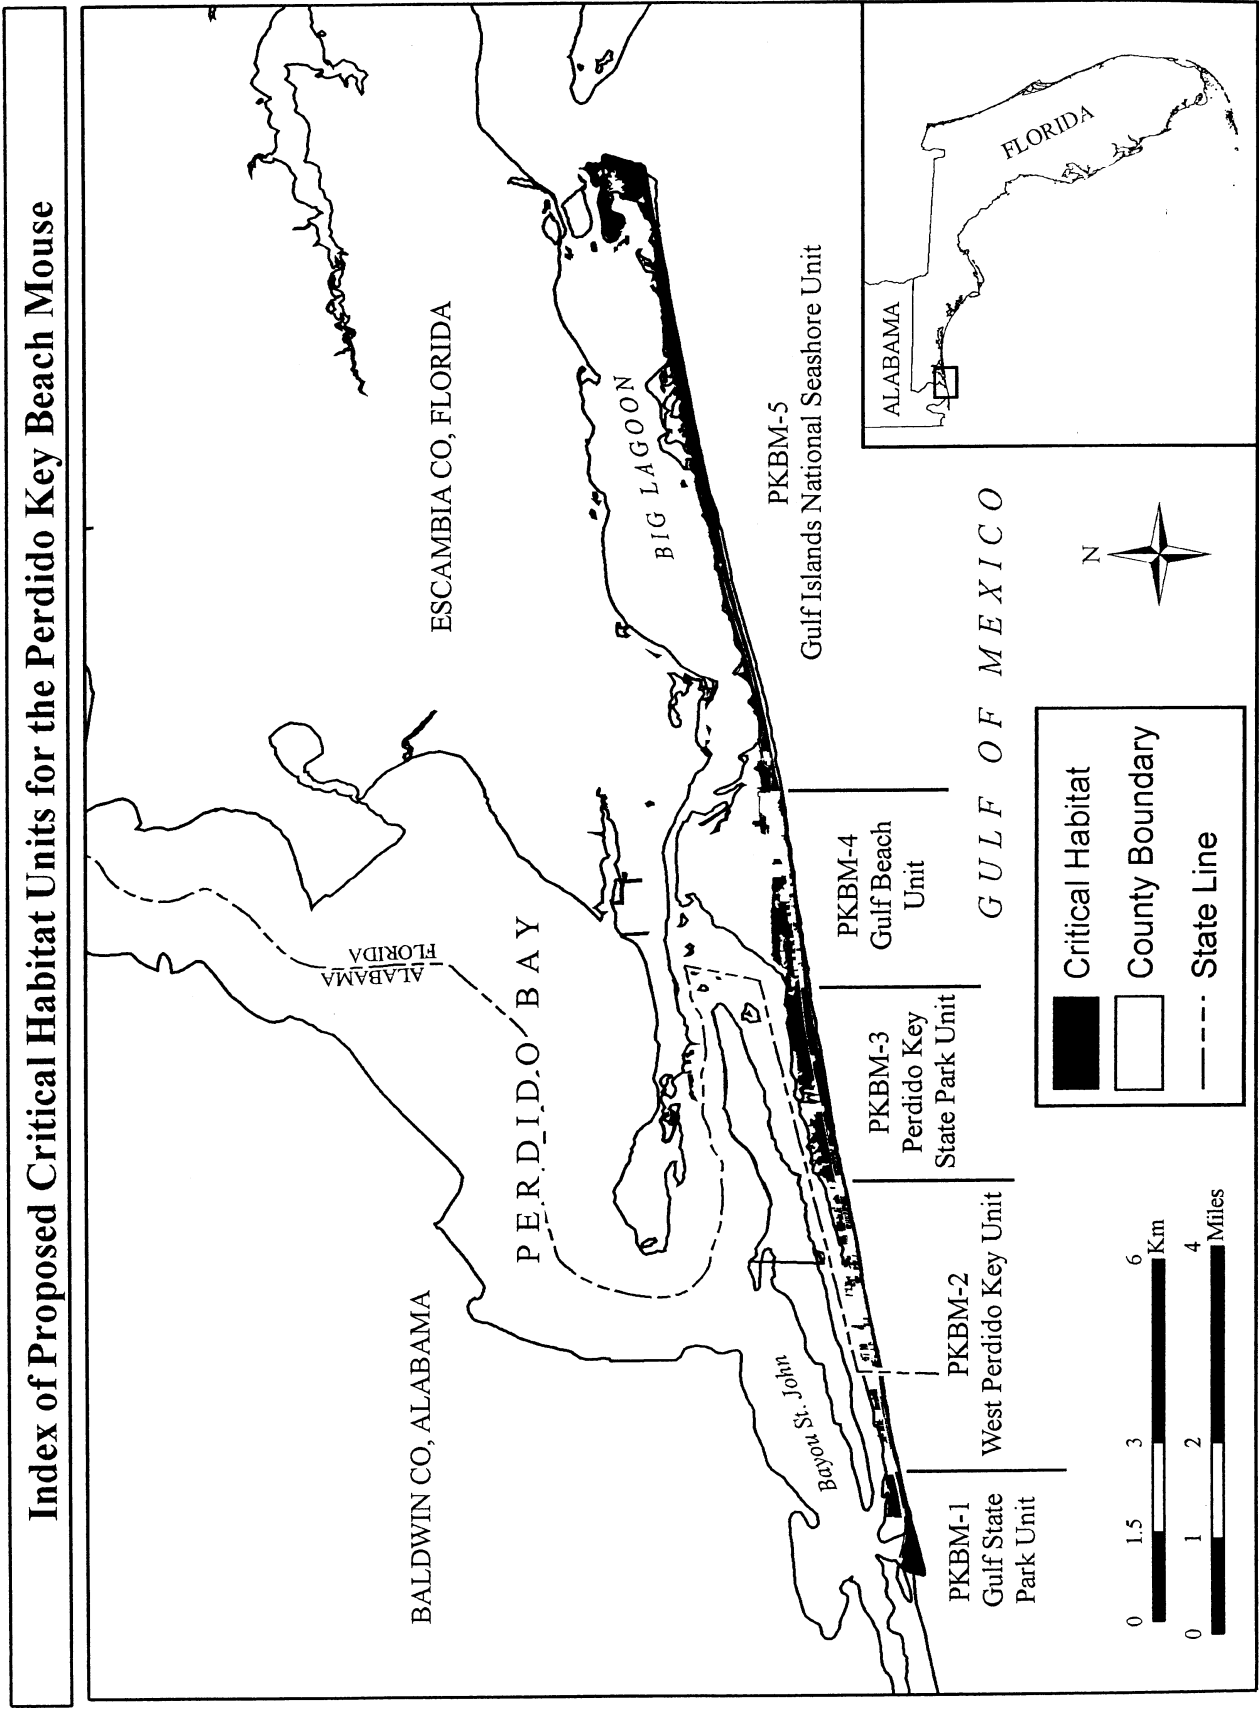 Index of Proposed Critical Habitat Units for the Perdido Key Beach Mouse
BALDWIN CO, ALABAMA
ESCAMBIA CO, FLORIDA
ALABAMA
FLORIDA
PERDIDO BAY
BIG LAGOON
Bayou St. John
PKBM-1
Gulf State
Park Unit
PKBM-2
West Perdido Key Unit
PKBM-3
Perdido Key
State Park Unit
PKBM-4
Gulf Beach
Unit
PKBM-5
Gulf Islands National Seashore Unit
GULF OF MEXICO
0 1.5 3 6
Km
0 1 2 4
Miles
Critical Habitat
County Boundary
State Line
N
ALABAMA
FLORIDA